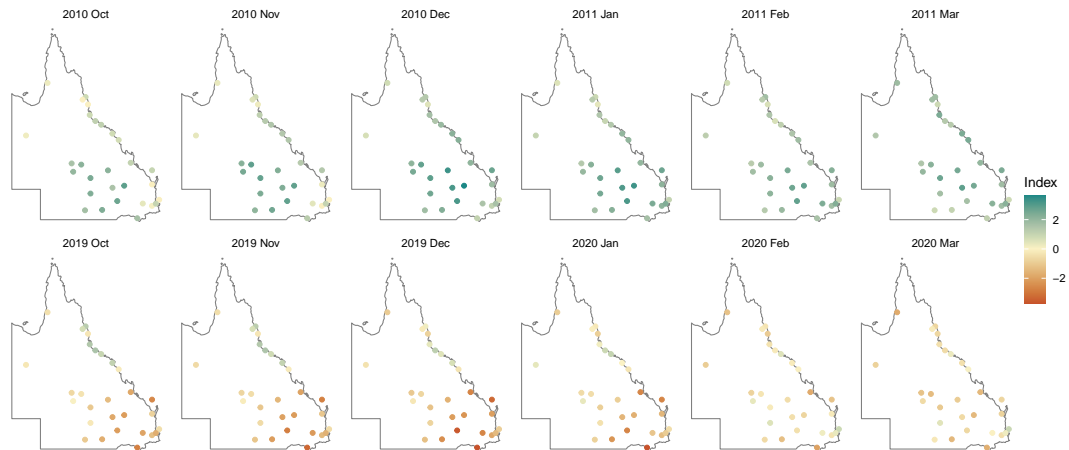 2010 Oct
2010 Nov
2010 Dec
2011 Jan
2011 Feb
2011 Mar
Index
2
0
−2
2019 Oct
2019 Nov
2019 Dec
2020 Jan
2020 Feb
2020 Mar